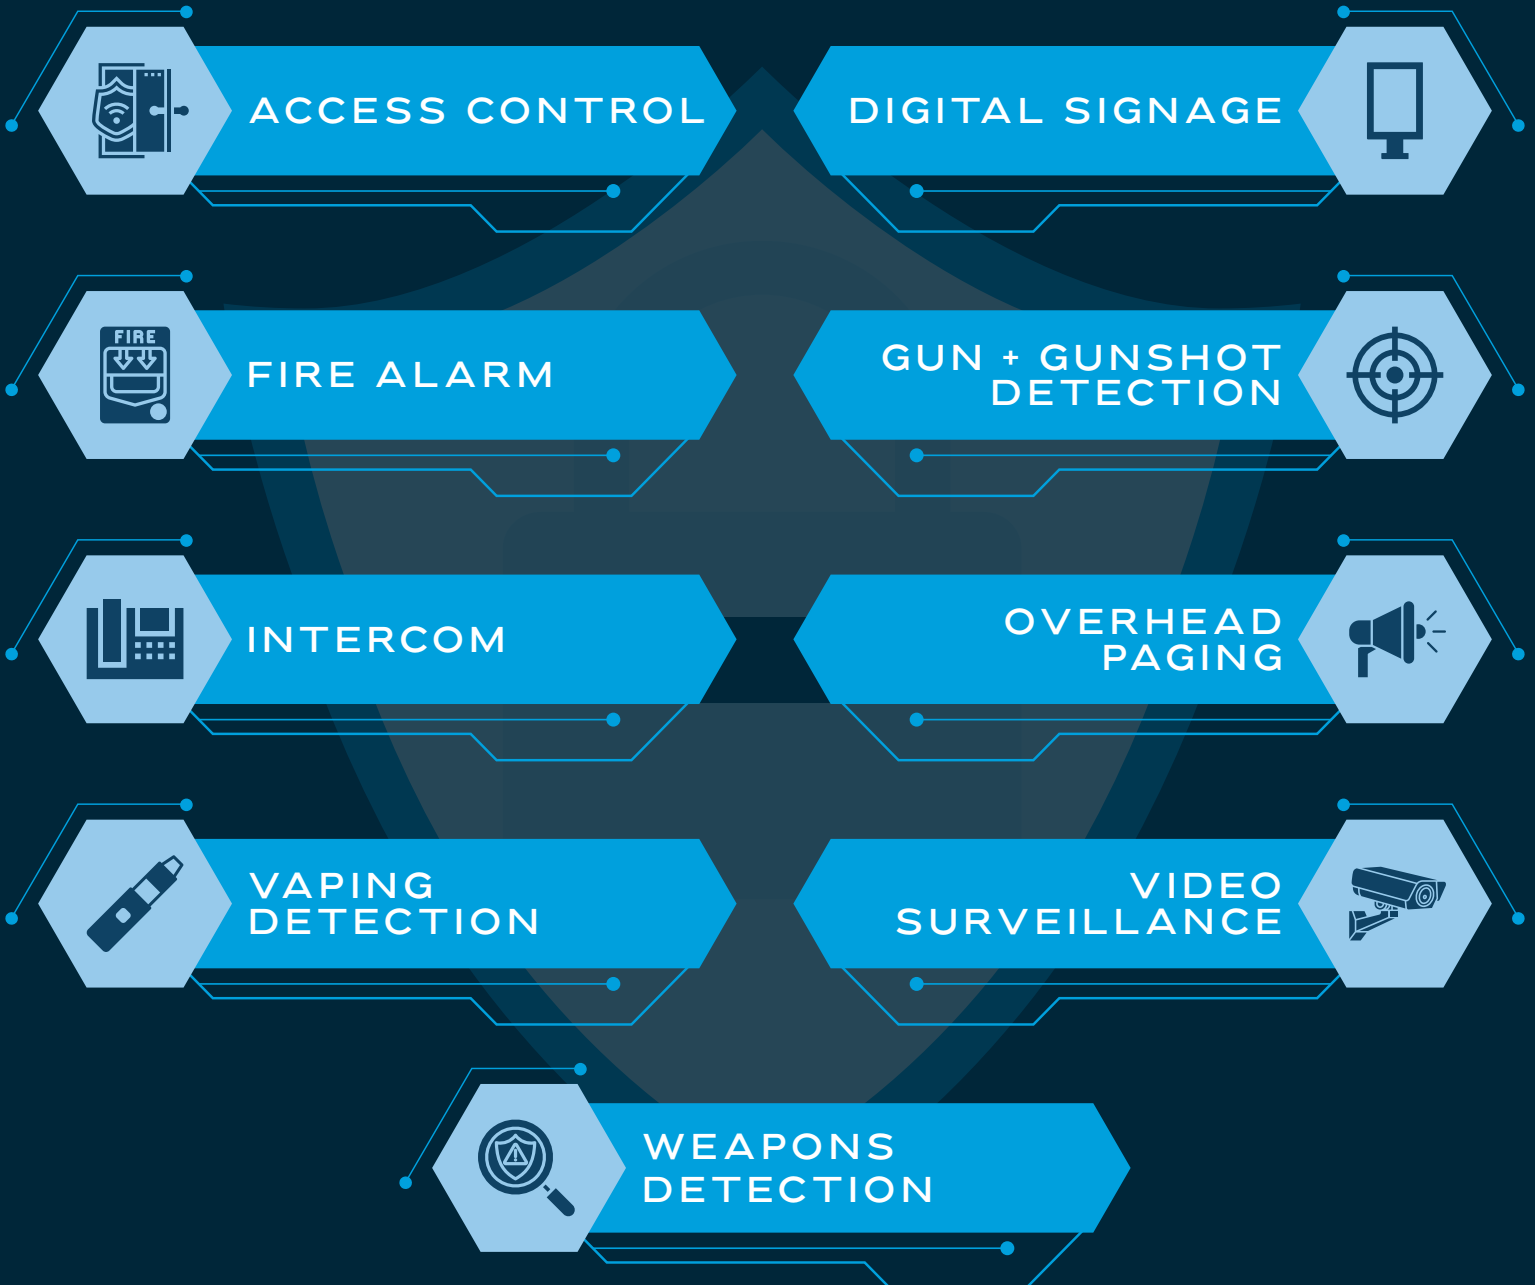 ACCESS CONTROL
DIGITAL SIGNAGE
FIRE
FIRE ALARM
GUN + GUNSHOT
DETECTION
INTERCOM
OVERHEAD
PAGING
VAPING
DETECTION
VIDEO
SURVEILLANCE
WEAPONS
DETECTION